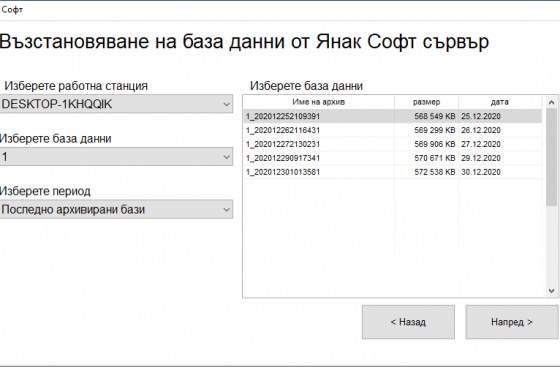 Софт
Възстановяване на база данни от Янак Софт сървър
Изберете работна станция
DESKTOP-1KHQQIK
Изберете база данни
1
Изберете период
Последно архивирани бази
Изберете база данни
Име на архив размер дата
1_202012252109391 568 549 KB 25.12.2020
1_202012262116431 569 299 KB 26.12.2020
1_202012272130231 569 906 KB 27.12.2020
1_202012290917341 570 671 KB 29.12.2020
1_202012301013581 572 538 KB 30.12.2020
< Назад
Напред >